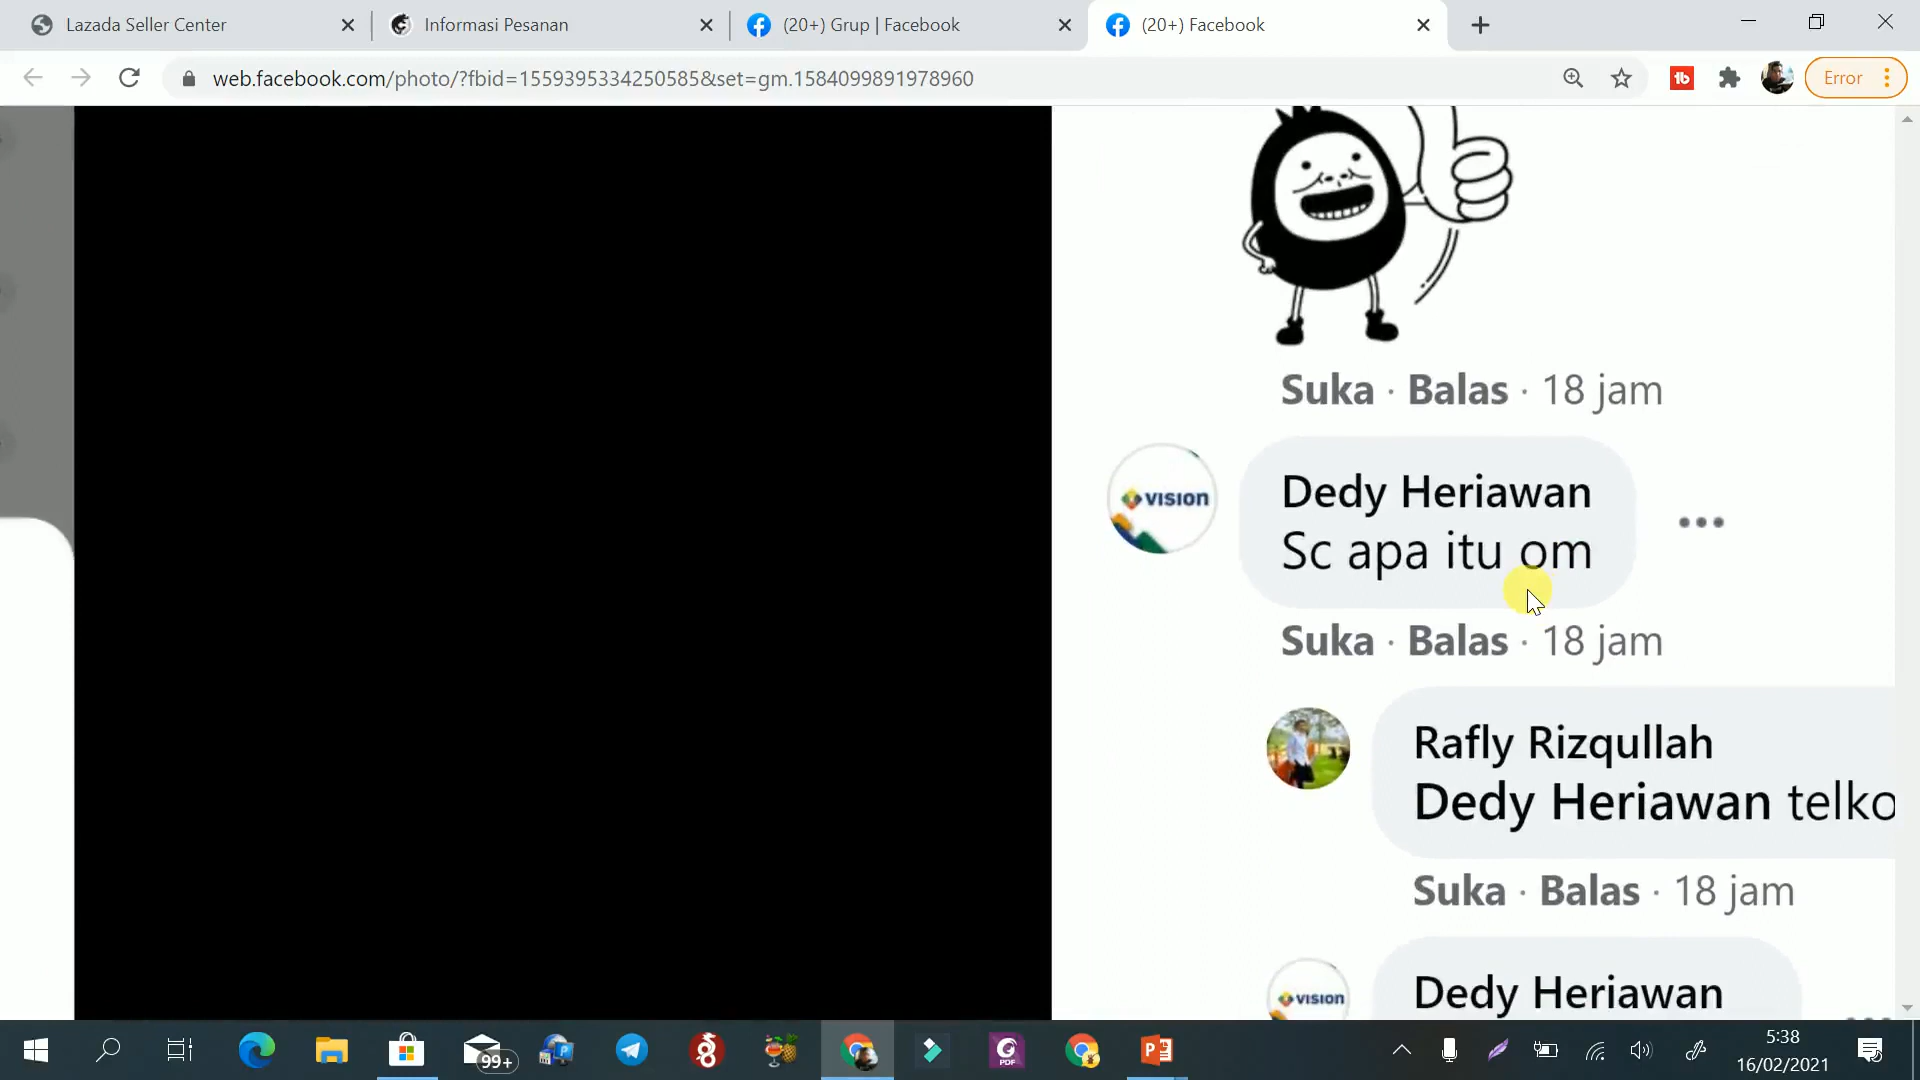 Lazada Seller Center
Informasi Pesanan
(20+) Grup | Facebook
(20+) Facebook
web.facebook.com/photo/?fbid=1559395334250585&set=gm.1584099891978960
Error
Suka · Balas · 18 jam
VISION
Dedy Heriawan
Sc apa itu om
Suka · Balas · 18 jam
Rafly Rizqullah
Dedy Heriawan telko
Suka · Balas · 18 jam
VISION
Dedy Heriawan
99+
PDF
5:38
16/02/2021